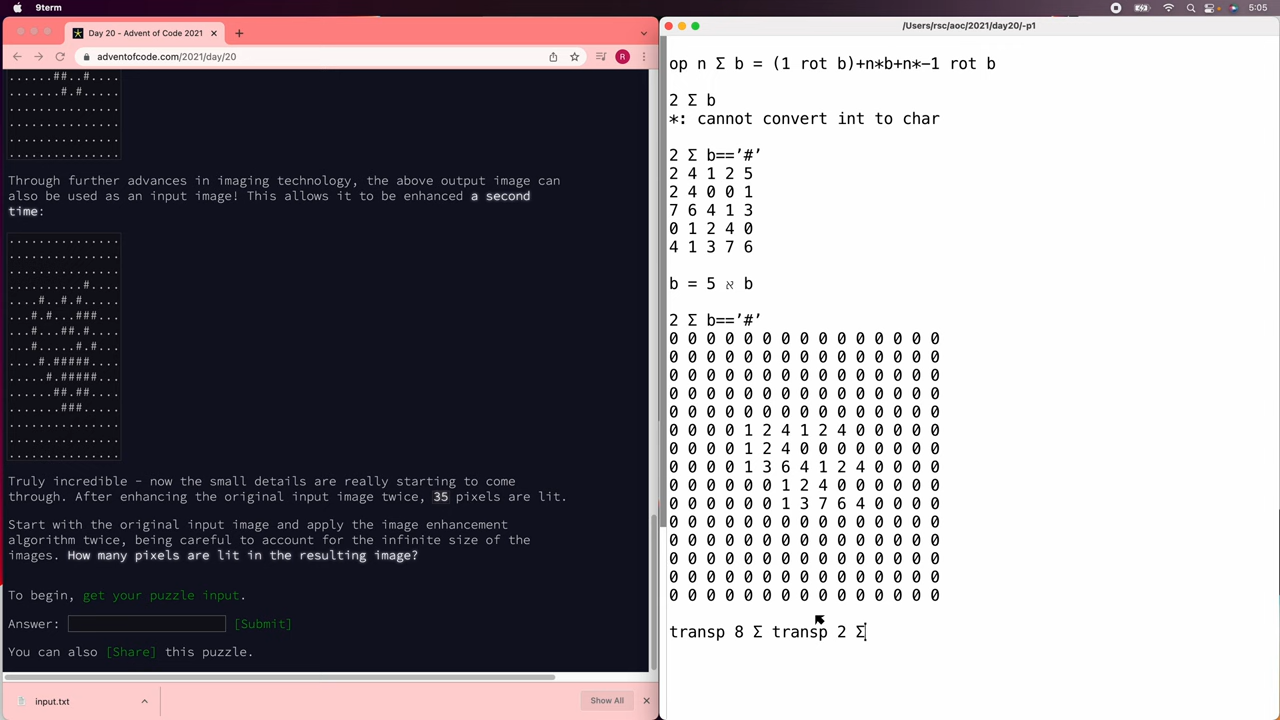 9term
5:05
Day 20 - Advent of Code 2021
adventofcode.com/2021/day/20
R
......##..#....
.......#.#.....
...............
...............
...............
...............
Through further advances in imaging technology, the above output image can
also be used as an input image! This allows it to be enhanced a second
time:
...............
...............
...............
..........#....
....#..#.#.....
...#.#...###...
...#...##.#....
...#.....#.#...
....#.#####....
.....#.#####...
......##.##....
.......###.....
...............
...............
...............
Truly incredible - now the small details are really starting to come
through. After enhancing the original input image twice, 35 pixels are lit.
Start with the original input image and apply the image enhancement
algorithm twice, being careful to account for the infinite size of the
images. How many pixels are lit in the resulting image?
To begin, get your puzzle input.
Answer: [Submit]
You can also [Share] this puzzle.
input.txt
Show All
/Users/rsc/aoc/2021/day20/-p1
op n Σ b = (1 rot b)+n*b+n*-1 rot b
2 Σ b
*: cannot convert int to char
2 Σ b=='#'
2 4 1 2 5
2 4 0 0 1
7 6 4 1 3
0 1 2 4 0
4 1 3 7 6
b = 5 א b
2 Σ b=='#'
0 0 0 0 0 0 0 0 0 0 0 0 0 0 0
0 0 0 0 0 0 0 0 0 0 0 0 0 0 0
0 0 0 0 0 0 0 0 0 0 0 0 0 0 0
0 0 0 0 0 0 0 0 0 0 0 0 0 0 0
0 0 0 0 0 0 0 0 0 0 0 0 0 0 0
0 0 0 0 1 2 4 1 2 4 0 0 0 0 0
0 0 0 0 1 2 4 0 0 0 0 0 0 0 0
0 0 0 0 1 3 6 4 1 2 4 0 0 0 0
0 0 0 0 0 0 1 2 4 0 0 0 0 0 0
0 0 0 0 0 0 1 3 7 6 4 0 0 0 0
0 0 0 0 0 0 0 0 0 0 0 0 0 0 0
0 0 0 0 0 0 0 0 0 0 0 0 0 0 0
0 0 0 0 0 0 0 0 0 0 0 0 0 0 0
0 0 0 0 0 0 0 0 0 0 0 0 0 0 0
0 0 0 0 0 0 0 0 0 0 0 0 0 0 0
transp 8 Σ transp 2 Σ